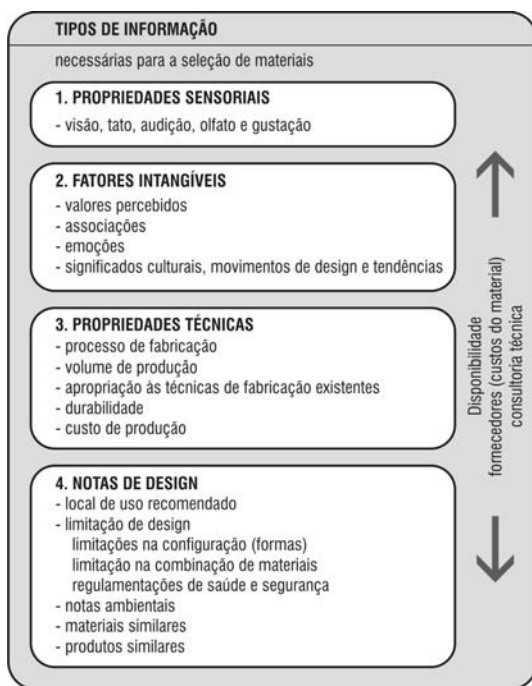 TIPOS DE INFORMAÇÃO
necessárias para a seleção de materiais
1. PROPRIEDADES SENSORIAIS
- visão, tato, audição, olfato e gustação
2. FATORES INTANGÍVEIS
- valores percebidos
- associações
- emoções
- significados culturais, movimentos de design e tendências
3. PROPRIEDADES TÉCNICAS
- processo de fabricação
- volume de produção
- apropriação às técnicas de fabricação existentes
- durabilidade
- custo de produção
4. NOTAS DE DESIGN
- local de uso recomendado
- limitação de design
limitações na configuração (formas)
limitação na combinação de materiais
regulamentações de saúde e segurança
- notas ambientais
- materiais similares
- produtos similares
Disponibilidade
fornecedores (custos do material)
consultoria técnica